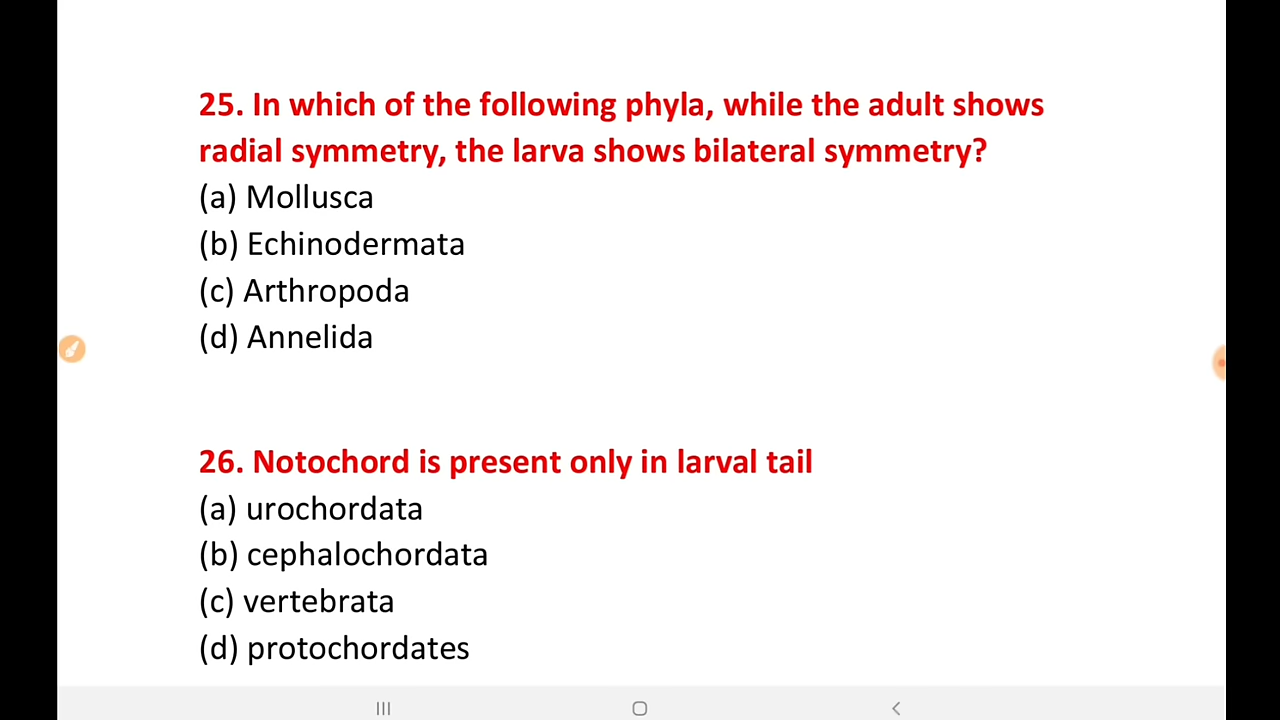 25. In which of the following phyla, while the adult shows
radial symmetry, the larva shows bilateral symmetry?
(a) Mollusca
(b) Echinodermata
(c) Arthropoda
(d) Annelida
26. Notochord is present only in larval tail
(a) urochordata
(b) cephalochordata
(c) vertebrata
(d) protochordates